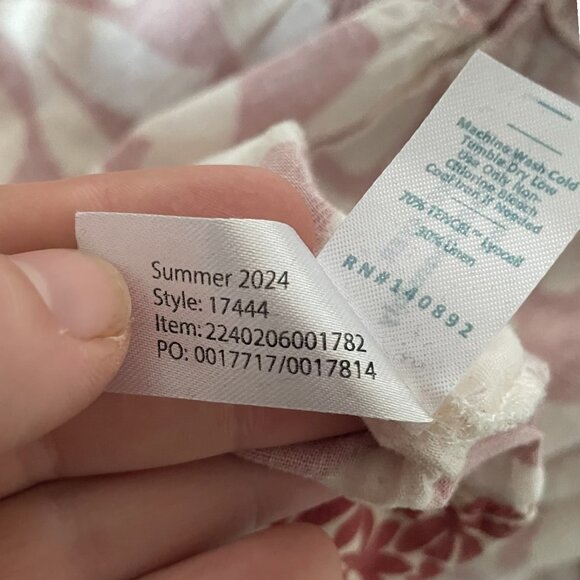 Summer 2024
Style: 17444
Item: 2240206001782
PO: 0017717/0017814
Machine Wash Cold
Tumble Dry Low
Use Only Non-
Chlorine Bleach
Cool Iron If Needed
70% TENCEL™ Lyocell
30% Linen
RN#140892